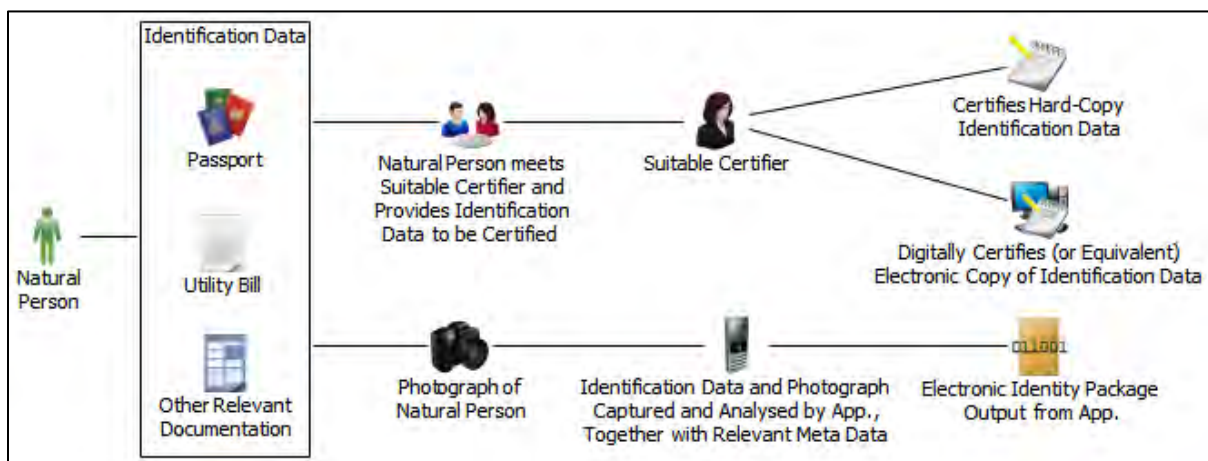 Identification Data
Passport
Utility Bill
Other Relevant
Documentation
Natural
Person
Natural Person meets
Suitable Certifier and
Provides Identification
Data to be Certified
Suitable Certifier
Certifies Hard-Copy
Identification Data
Digitally Certifies (or Equivalent)
Electronic Copy of Identification Data
Photograph of
Natural Person
Identification Data and Photograph
Captured and Analysed by App.,
Together with Relevant Meta Data
011001
Electronic Identity Package
Output from App.